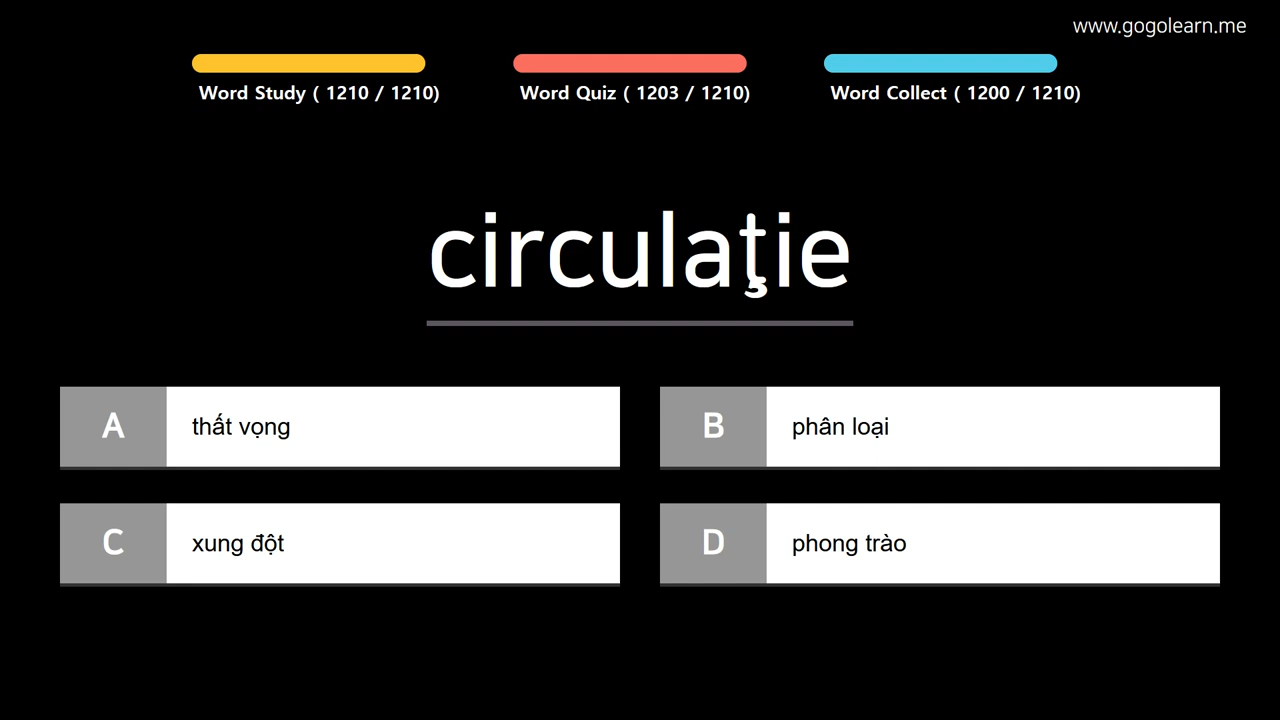 www.gogolearn.me
Word Study ( 1210 / 1210)
Word Quiz ( 1203 / 1210)
Word Collect ( 1200 / 1210)
circulaţie
A thất vọng
B phân loại
C xung đột
D phong trào